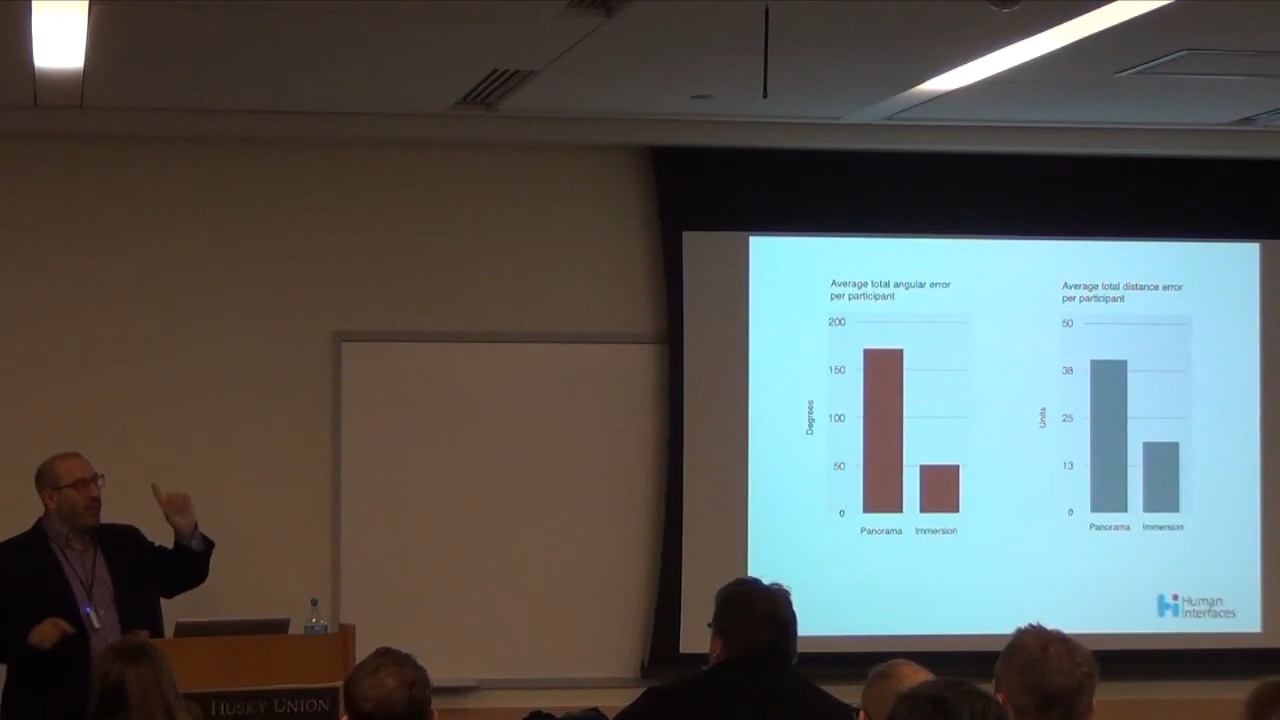 Average total angular error
per participant
200
150
100
50
0
Degrees
Panorama
Immersion
Average total distance error
per participant
50
38
25
13
0
Units
Panorama
Immersion
Human
Interfaces
HUSKY UNION